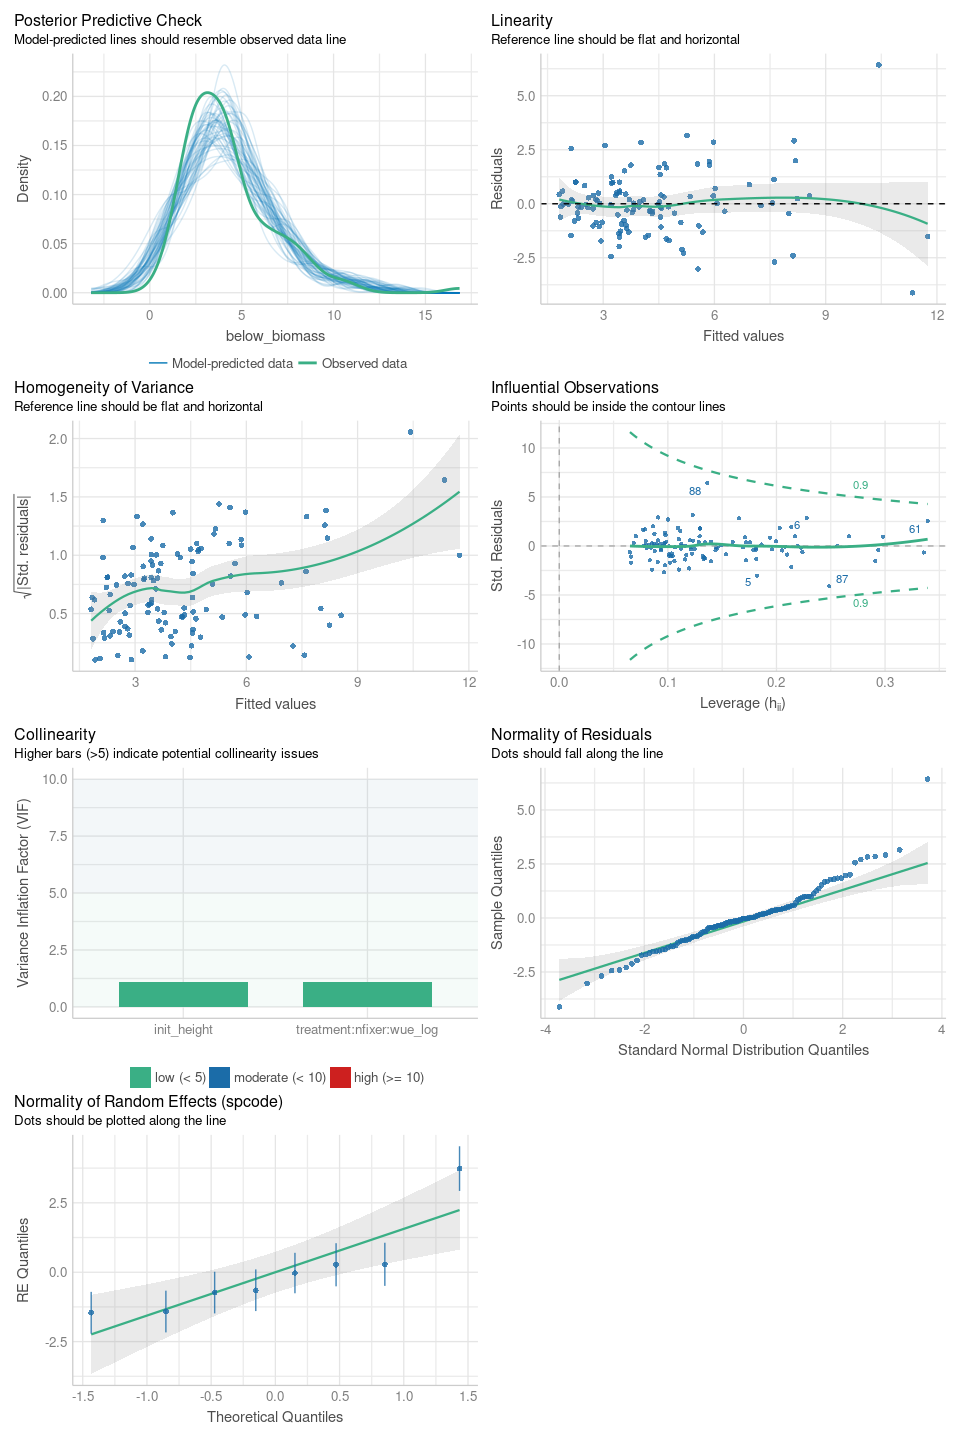 Posterior Predictive Check
Model-predicted lines should resemble observed data line
0.20
0.15
0.10
0.05
0.00
Density
0
5
10
15
below_biomass
Model-predicted data
Observed data
Linearity
Reference line should be flat and horizontal
5.0
2.5
0.0
-2.5
Residuals
3
6
9
12
Fitted values
Homogeneity of Variance
Reference line should be flat and horizontal
2.0
1.5
1.0
0.5
√|Std. residuals|
3
6
9
12
Fitted values
Influential Observations
Points should be inside the contour lines
10
5
0
-5
-10
Std. Residuals
88
0.9
6
61
5
87
0.9
0.0
0.1
0.2
0.3
Leverage (hii)
Collinearity
Higher bars (>5) indicate potential collinearity issues
10.0
7.5
5.0
2.5
0.0
Variance Inflation Factor (VIF)
init_height
treatment:nfixer:wue_log
low (< 5)
moderate (< 10)
high (>= 10)
Normality of Residuals
Dots should fall along the line
5.0
2.5
0.0
-2.5
Sample Quantiles
-4
-2
0
2
4
Standard Normal Distribution Quantiles
Normality of Random Effects (spcode)
Dots should be plotted along the line
2.5
0.0
-2.5
RE Quantiles
-1.5
-1.0
-0.5
0.0
0.5
1.0
1.5
Theoretical Quantiles